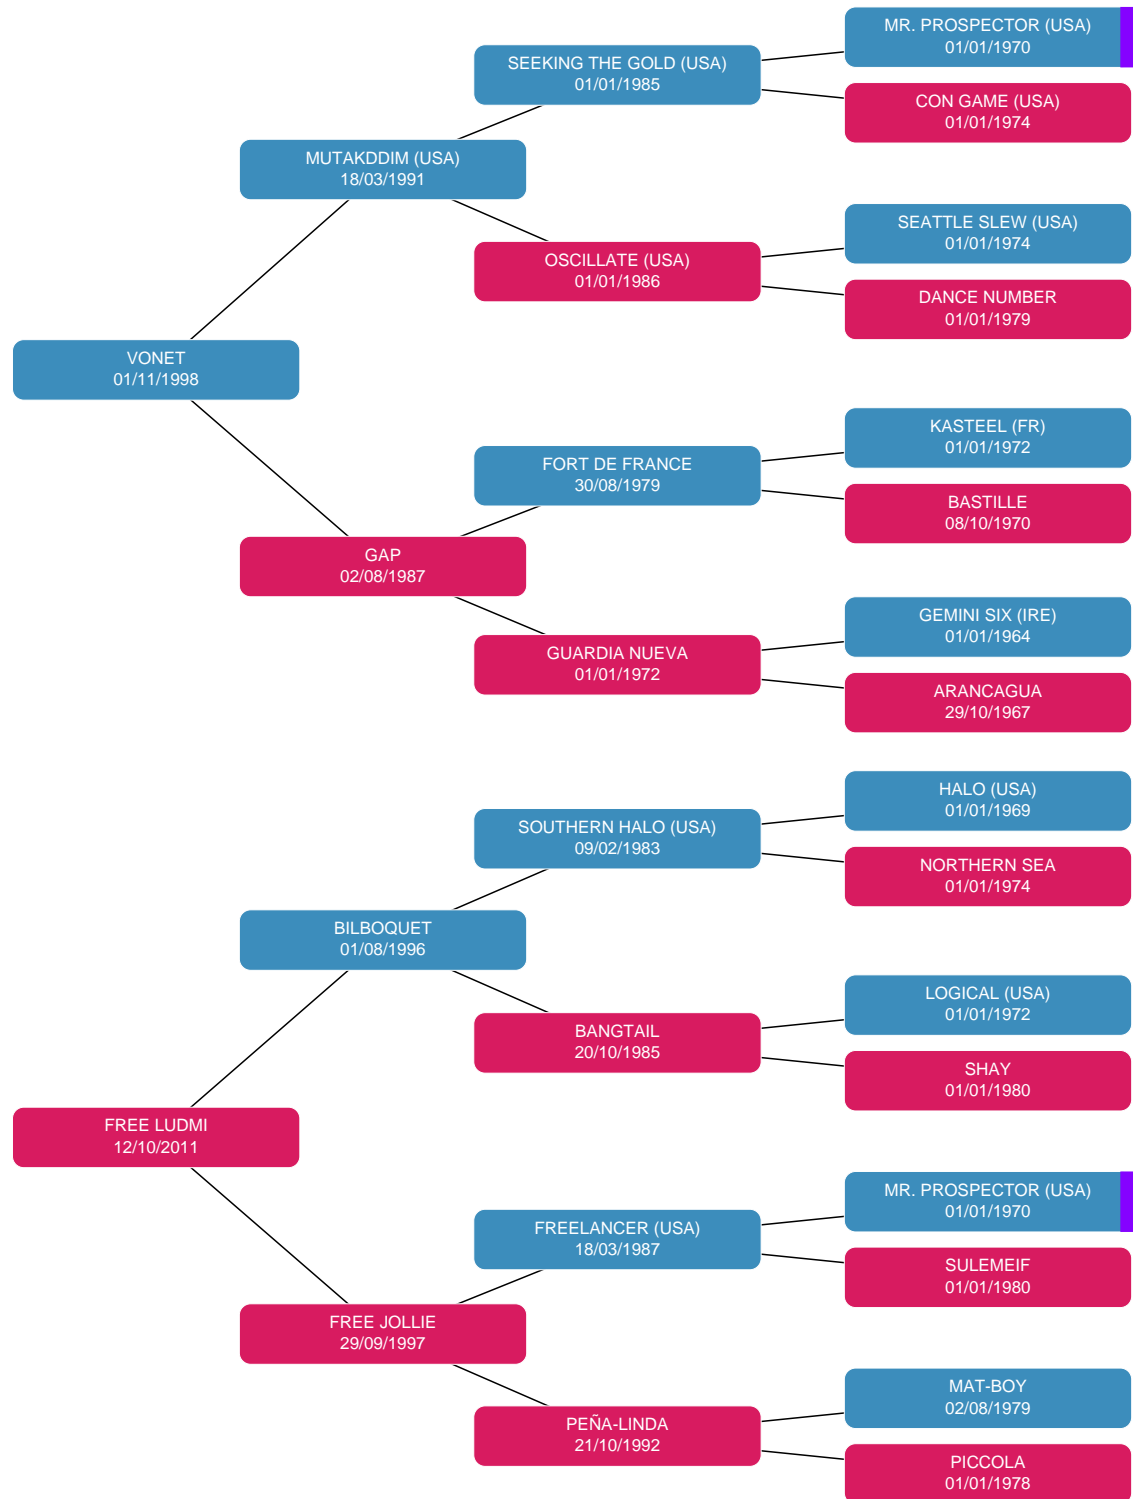 MR. PROSPECTOR (USA)
01/01/1970
SEEKING THE GOLD (USA)
01/01/1985
CON GAME (USA)
01/01/1974
MUTAKDDIM (USA)
18/03/1991
SEATTLE SLEW (USA)
01/01/1974
OSCILLATE (USA)
01/01/1986
DANCE NUMBER
01/01/1979
VONET
01/11/1998
KASTEEL (FR)
01/01/1972
FORT DE FRANCE
30/08/1979
BASTILLE
08/10/1970
GAP
02/08/1987
GEMINI SIX (IRE)
01/01/1964
GUARDIA NUEVA
01/01/1972
ARANCAGUA
29/10/1967
HALO (USA)
01/01/1969
SOUTHERN HALO (USA)
09/02/1983
NORTHERN SEA
01/01/1974
BILBOQUET
01/08/1996
LOGICAL (USA)
01/01/1972
BANGTAIL
20/10/1985
SHAY
01/01/1980
FREE LUDMI
12/10/2011
MR. PROSPECTOR (USA)
01/01/1970
FREELANCER (USA)
18/03/1987
SULEMEIF
01/01/1980
FREE JOLLIE
29/09/1997
MAT-BOY
02/08/1979
PEÑA-LINDA
21/10/1992
PICCOLA
01/01/1978